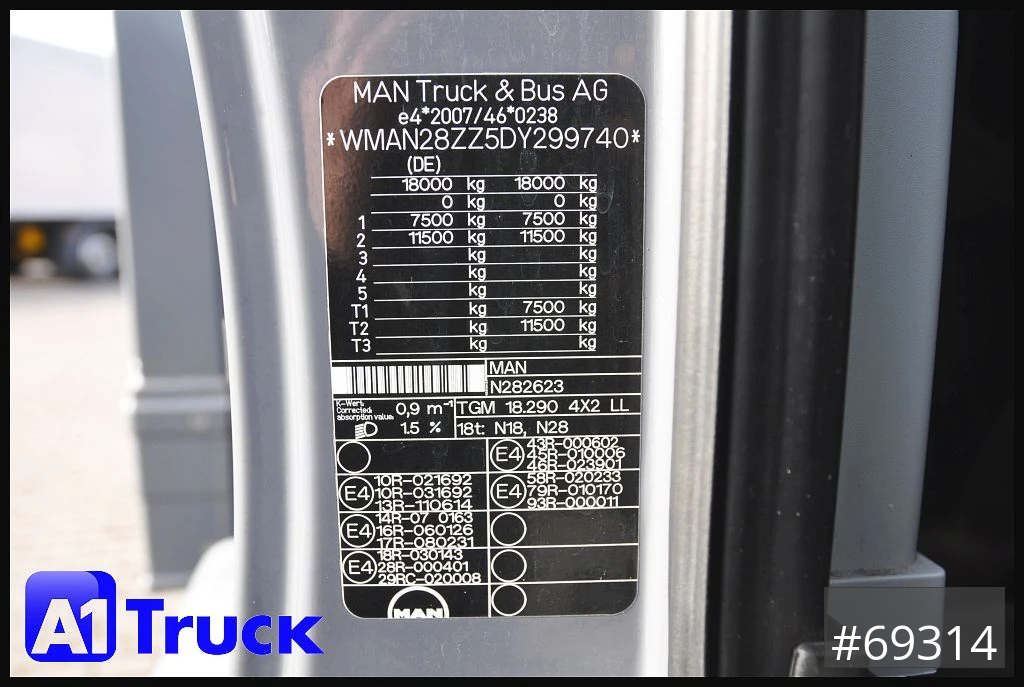 MAN Truck & Bus AG
e4*2007/46*0238
*WMAN28ZZ5DY299740*
(DE)
18000 kg 18000 kg
0 kg 0 kg
1 7500 kg 7500 kg
2 11500 kg 11500 kg
3 kg kg
4 kg kg
5 kg kg
T1 kg 7500 kg
T2 kg 11500 kg
T3 kg kg
MAN
N282623
K-Wert,
Corrected
absorption value:
0,9 m⁻¹
1.5 %
TGM 18.290 4X2 LL
18t: N18, N28
E4
10R-021692
10R-031692
13R-110614
E4
14R-07 0163
16R-060126
17R-080231
E4
18R-030143
28R-000401
29RC-020008
E4
43R-000602
45R-010006
46R-023901
E4
58R-020233
79R-010170
93R-000011
MAN
A1 Truck
#69314